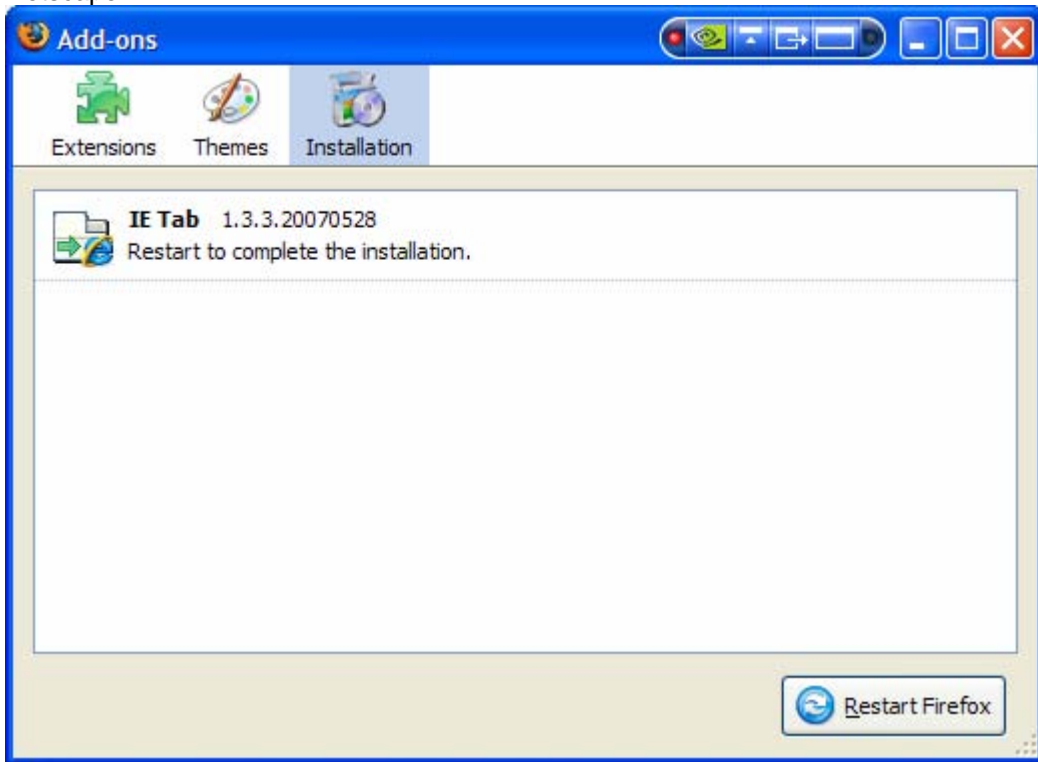 Add-ons
Extensions Themes Installation
IE Tab 1.3.3.20070528
Restart to complete the installation.
Restart Firefox